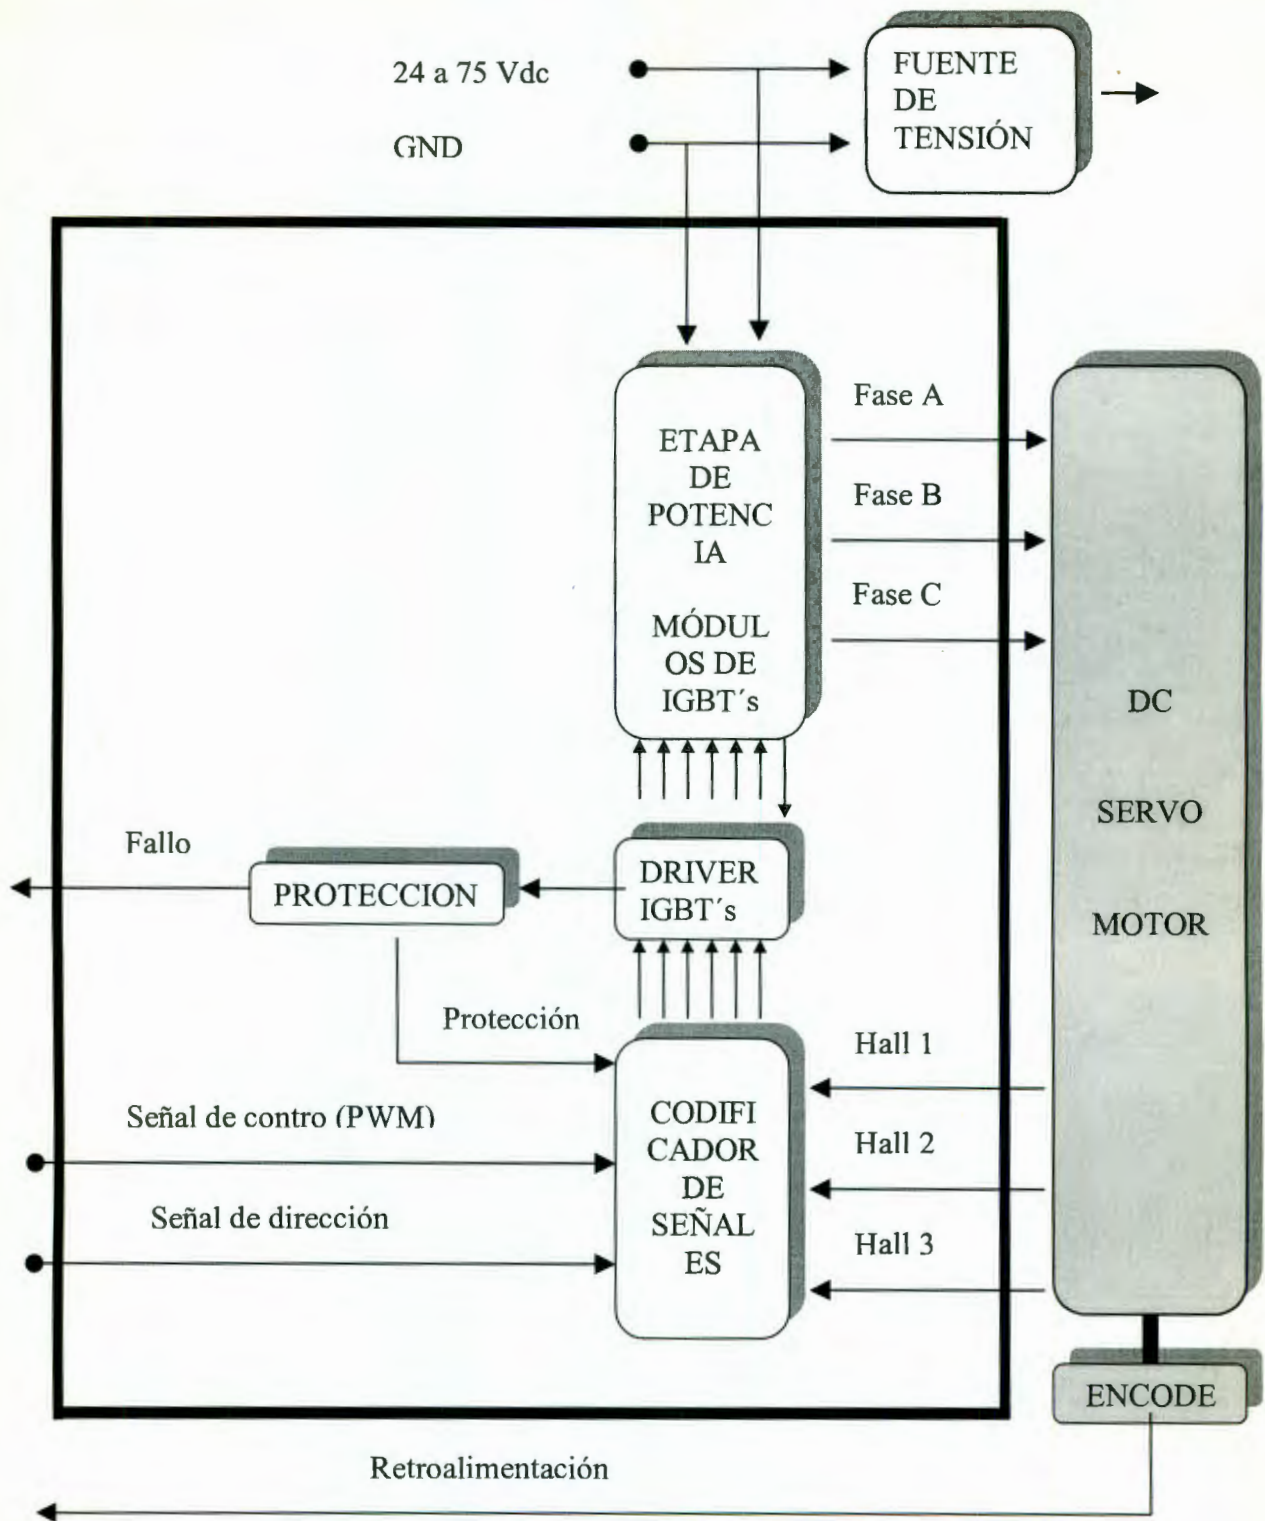 24 a 75 Vdc
GND
FUENTE
DE
TENSIÓN
ETAPA
DE
POTENC
IA
MÓDUL
OS DE
IGBT´s
Fase A
Fase B
Fase C
DC
SERVO
MOTOR
Fallo
PROTECCION
DRIVER
IGBT´s
Protección
Señal de contro (PWM)
Señal de dirección
CODIFI
CADOR
DE
SEÑAL
ES
Hall 1
Hall 2
Hall 3
ENCODE
Retroalimentación